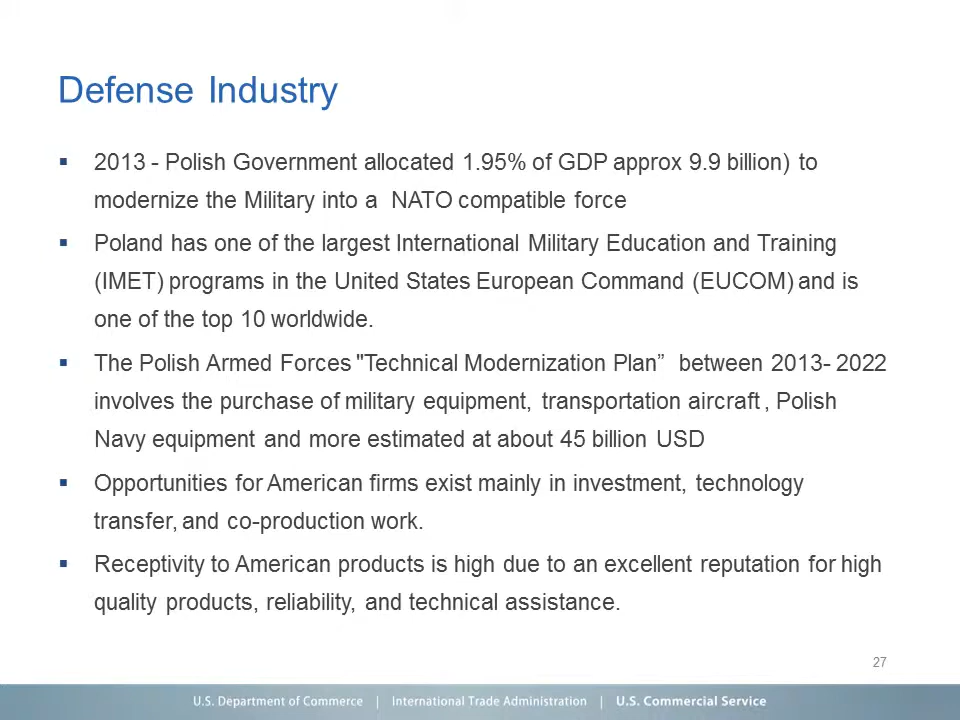 Defense Industry
▪ 2013 - Polish Government allocated 1.95% of GDP approx 9.9 billion) to
modernize the Military into a NATO compatible force
▪ Poland has one of the largest International Military Education and Training
(IMET) programs in the United States European Command (EUCOM) and is
one of the top 10 worldwide.
▪ The Polish Armed Forces "Technical Modernization Plan” between 2013- 2022
involves the purchase of military equipment, transportation aircraft , Polish
Navy equipment and more estimated at about 45 billion USD
▪ Opportunities for American firms exist mainly in investment, technology
transfer, and co-production work.
▪ Receptivity to American products is high due to an excellent reputation for high
quality products, reliability, and technical assistance.
27
U.S. Department of Commerce | International Trade Administration | U.S. Commercial Service